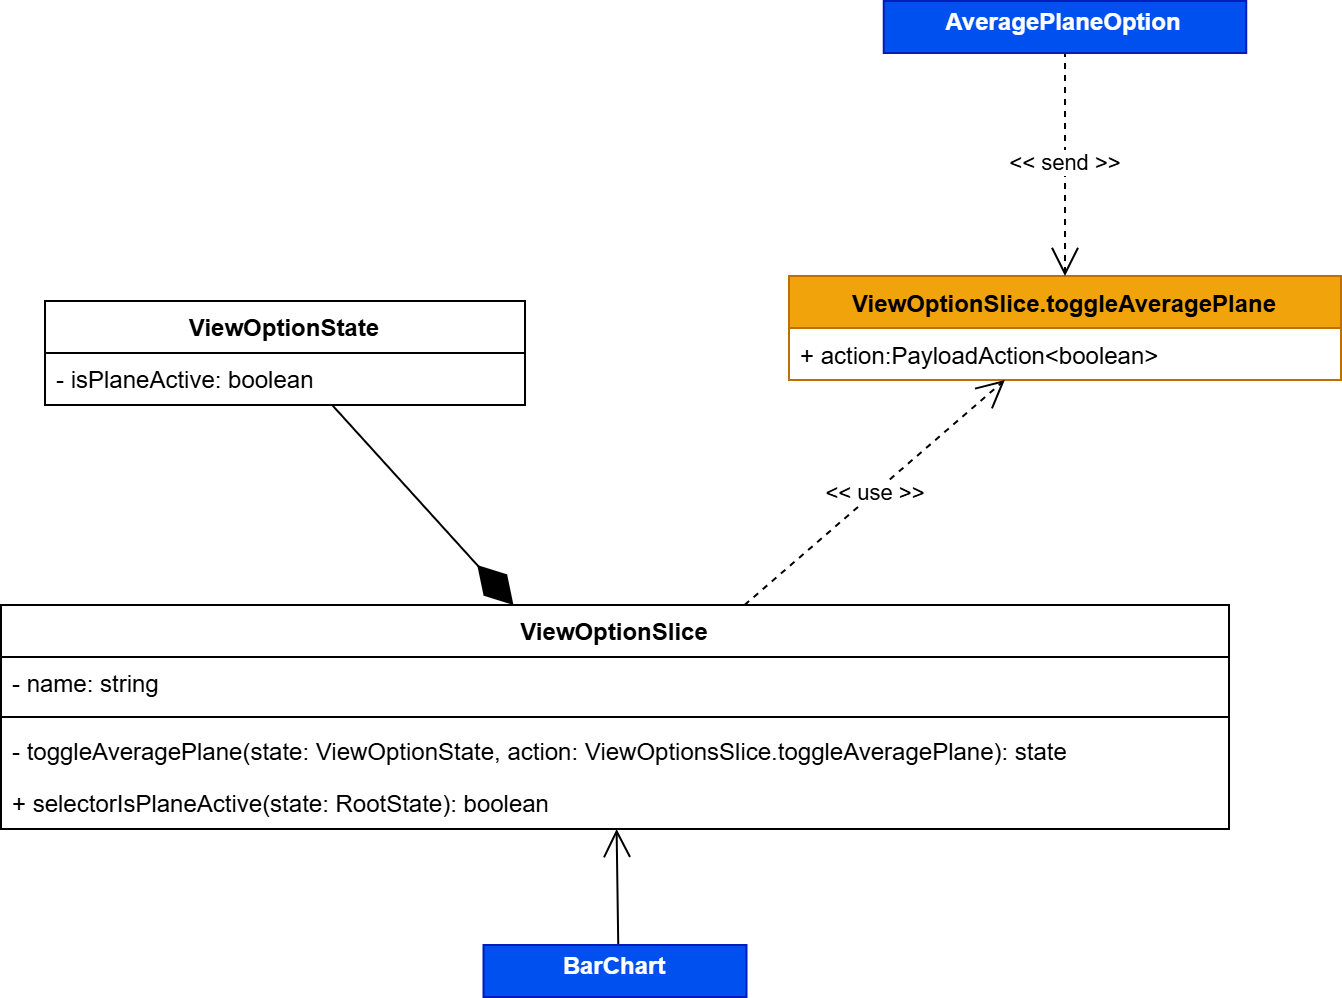 AveragePlaneOption
<< send >>
ViewOptionSlice.toggleAveragePlane
+ action:PayloadAction<boolean>
ViewOptionState
- isPlaneActive: boolean
<< use >>
ViewOptionSlice
- name: string
- toggleAveragePlane(state: ViewOptionState, action: ViewOptionsSlice.toggleAveragePlane): state
+ selectorIsPlaneActive(state: RootState): boolean
BarChart